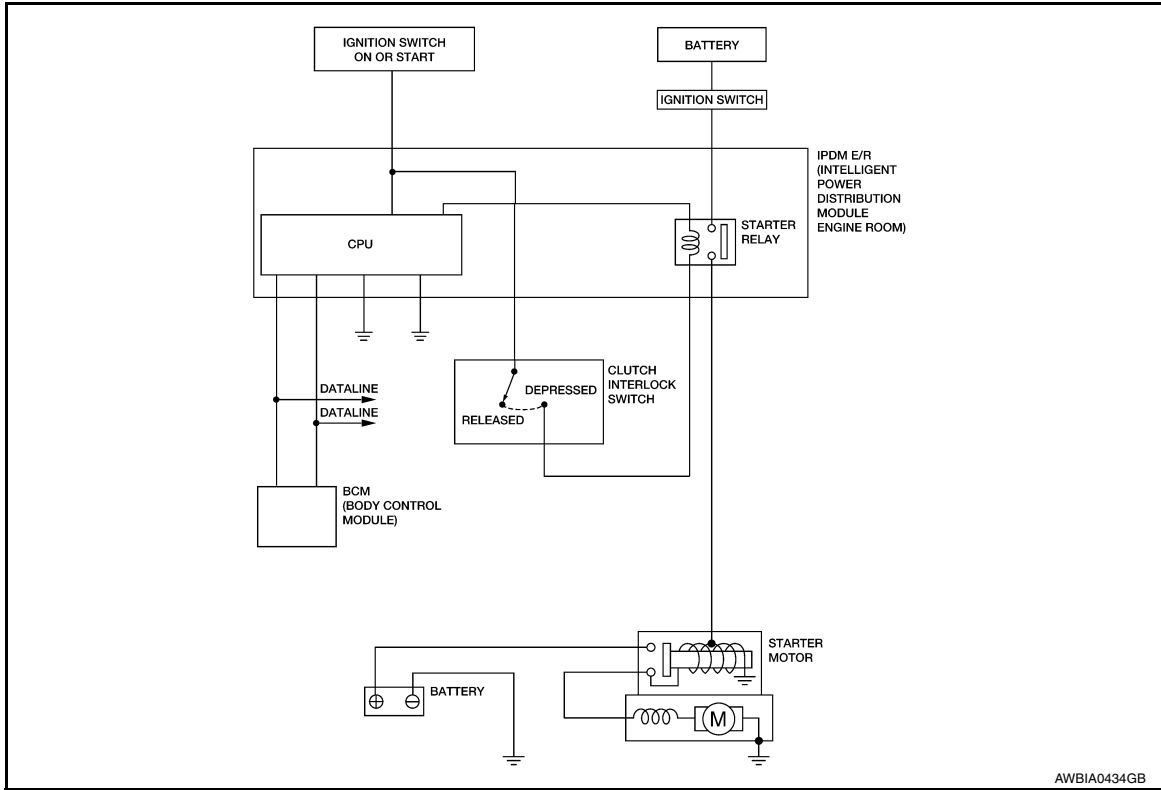 IGNITION SWITCH
ON OR START
BATTERY
IGNITION SWITCH
IPDM E/R
(INTELLIGENT
POWER
DISTRIBUTION
MODULE
ENGINE ROOM)
CPU
STARTER
RELAY
CLUTCH
INTERLOCK
SWITCH
DEPRESSED
RELEASED
DATALINE
DATALINE
BCM
(BODY CONTROL
MODULE)
STARTER
MOTOR
BATTERY
M
AWBIA0434GB